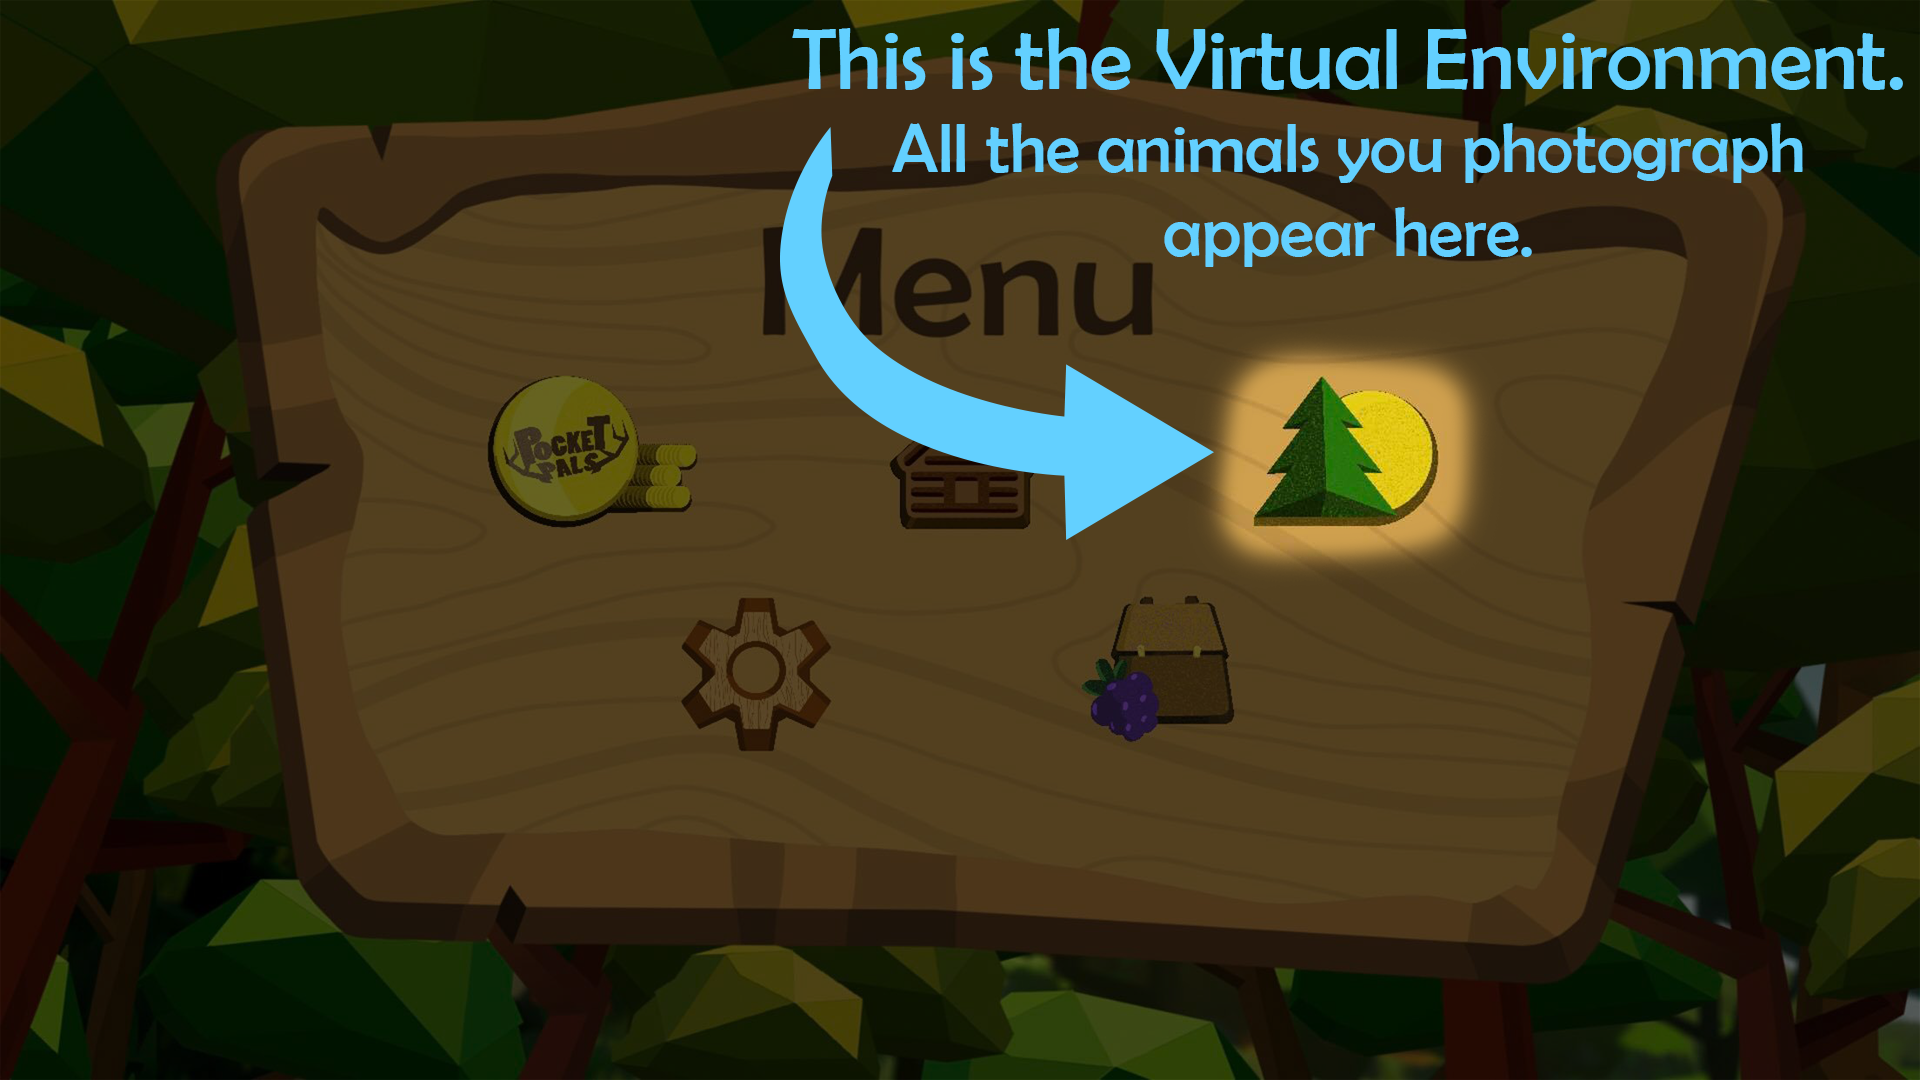 This is the Virtual Environment.
All the animals you photograph
appear here.
Menu
POCKET
PALS